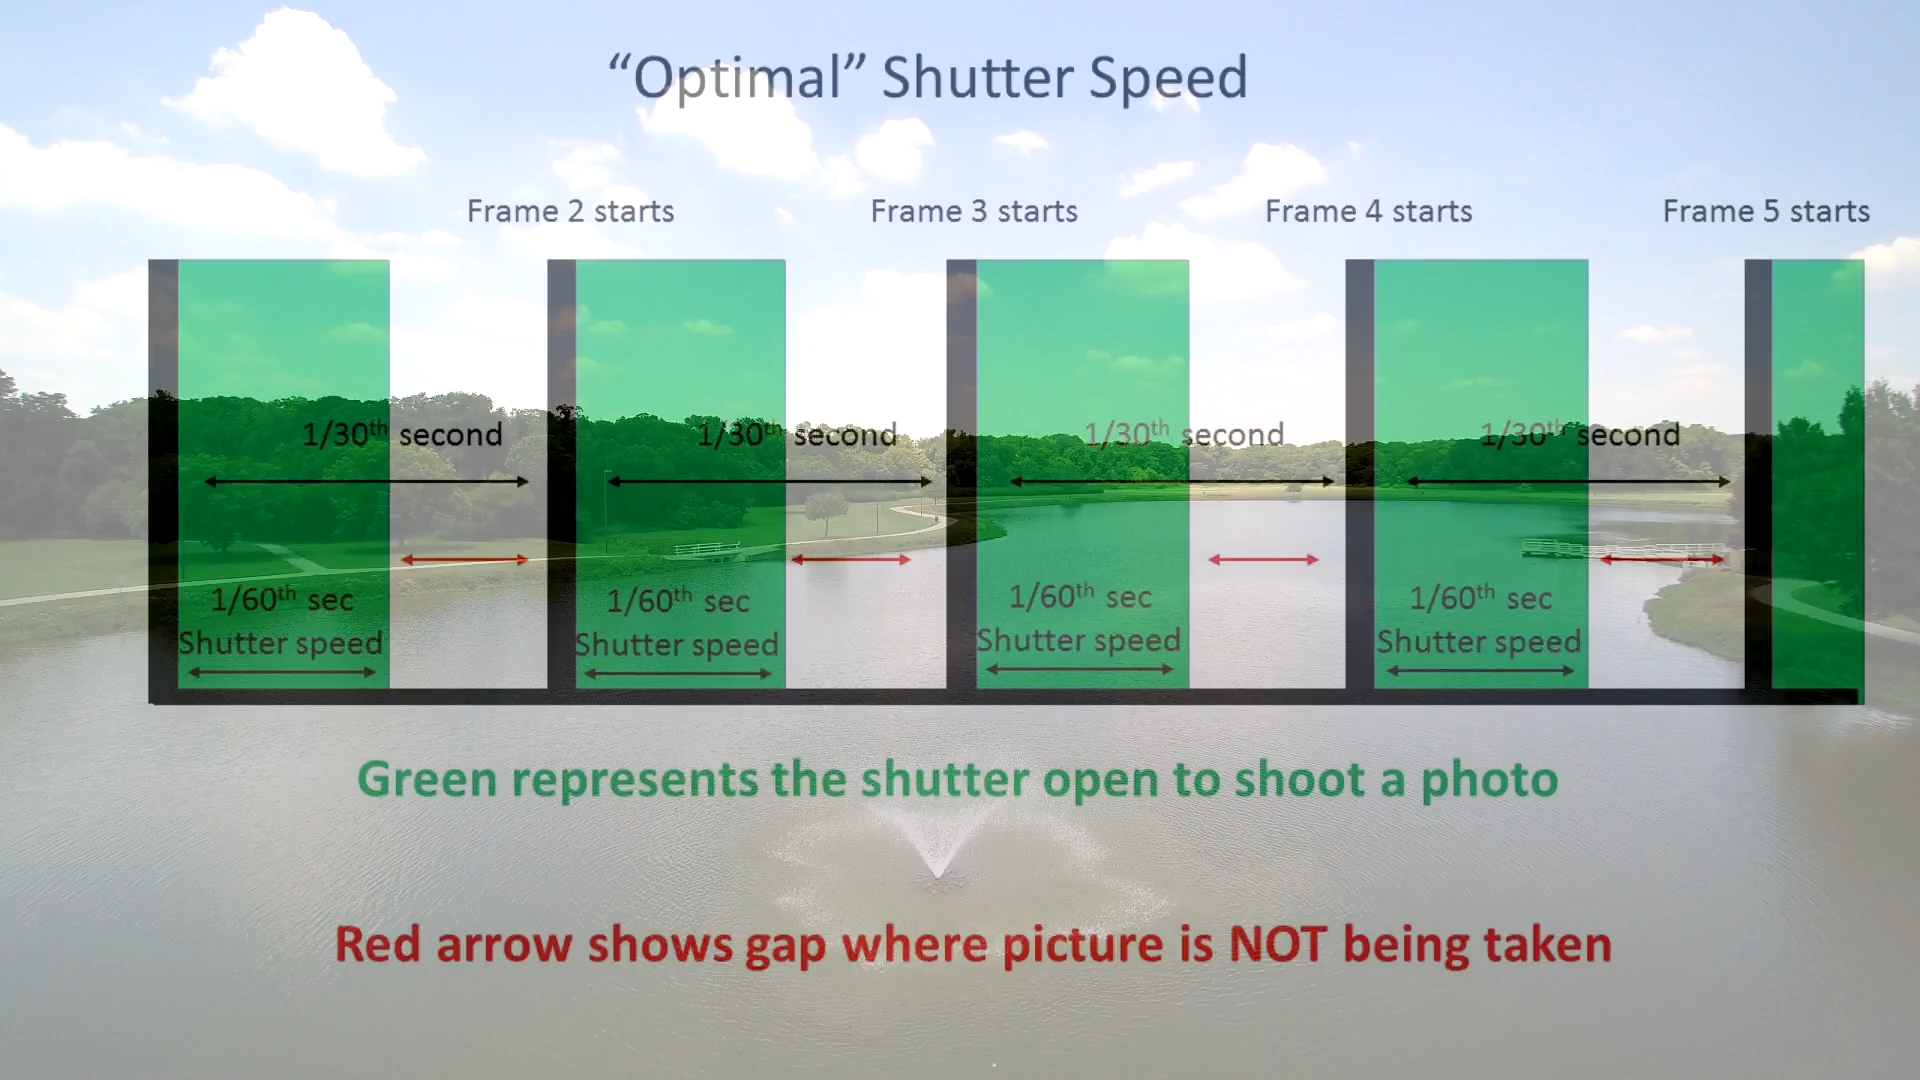 “Optimal” Shutter Speed
Frame 2 starts
Frame 3 starts
Frame 4 starts
Frame 5 starts
1/30th second
1/30th second
1/30th second
1/30th second
1/60th sec
Shutter speed
1/60th sec
Shutter speed
1/60th sec
Shutter speed
1/60th sec
Shutter speed
Green represents the shutter open to shoot a photo
Red arrow shows gap where picture is NOT being taken